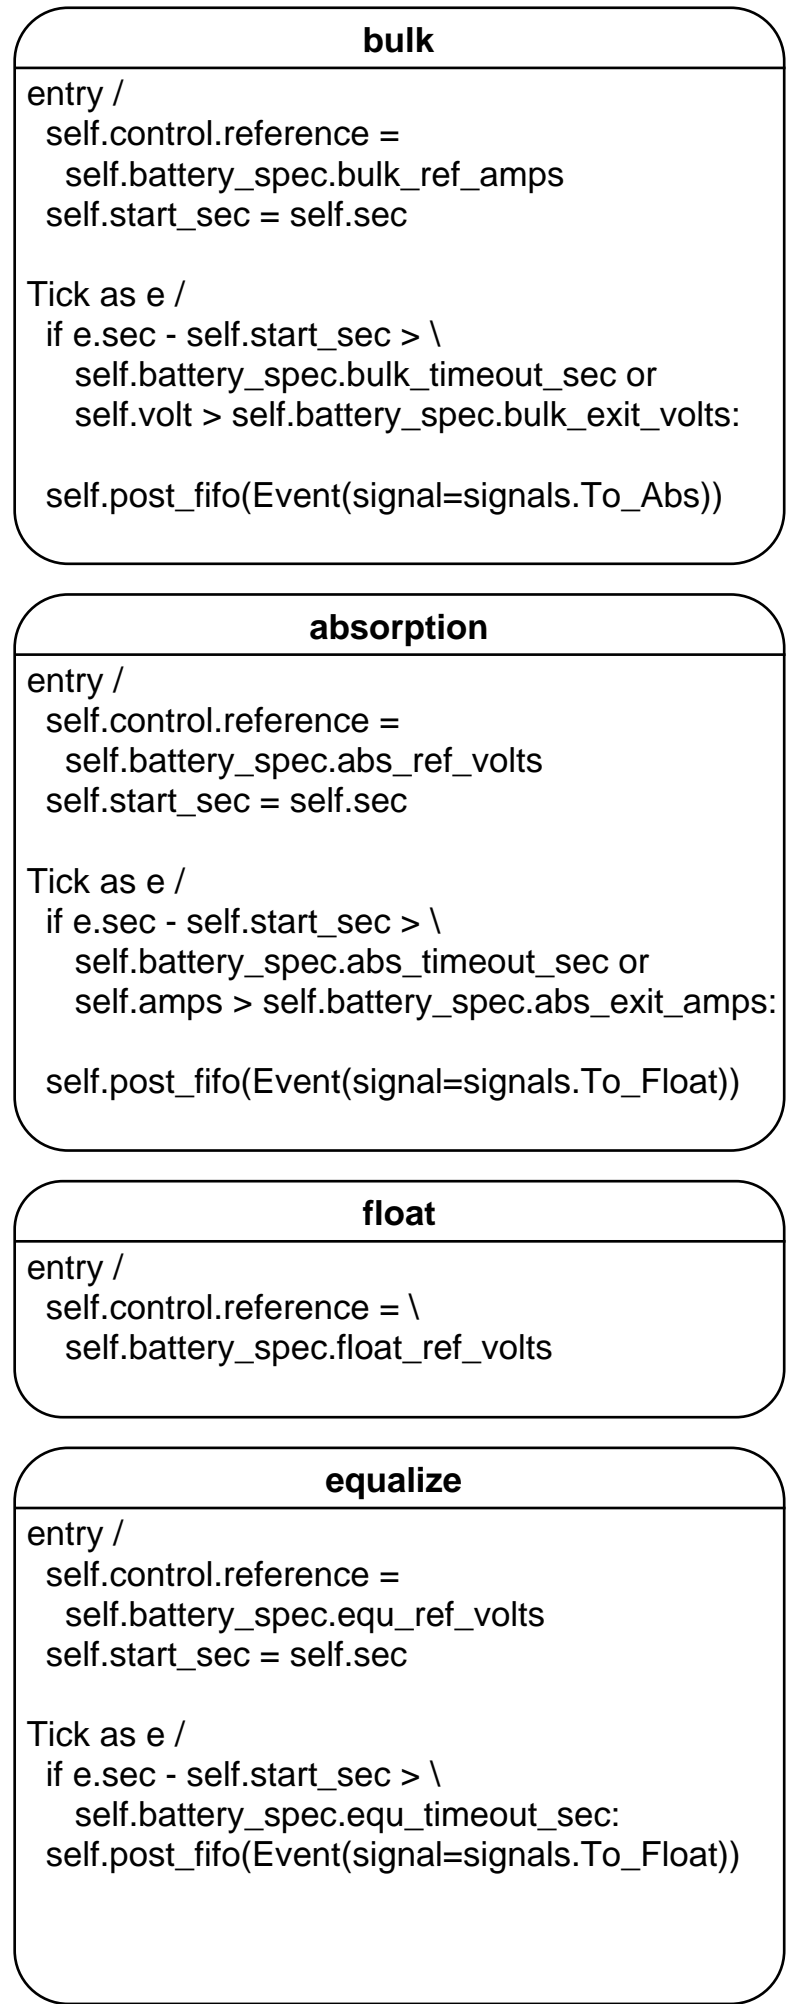 bulk
entry /
self.control.reference =
self.battery_spec.bulk_ref_amps
self.start_sec = self.sec
Tick as e /
if e.sec - self.start_sec > \
self.battery_spec.bulk_timeout_sec or
self.volt > self.battery_spec.bulk_exit_volts:
self.post_fifo(Event(signal=signals.To_Abs))
absorption
entry /
self.control.reference =
self.battery_spec.abs_ref_volts
self.start_sec = self.sec
Tick as e /
if e.sec - self.start_sec > \
self.battery_spec.abs_timeout_sec or
self.amps > self.battery_spec.abs_exit_amps:
self.post_fifo(Event(signal=signals.To_Float))
float
entry /
self.control.reference = \
self.battery_spec.float_ref_volts
equalize
entry /
self.control.reference =
self.battery_spec.equ_ref_volts
self.start_sec = self.sec
Tick as e /
if e.sec - self.start_sec > \
self.battery_spec.equ_timeout_sec:
self.post_fifo(Event(signal=signals.To_Float))